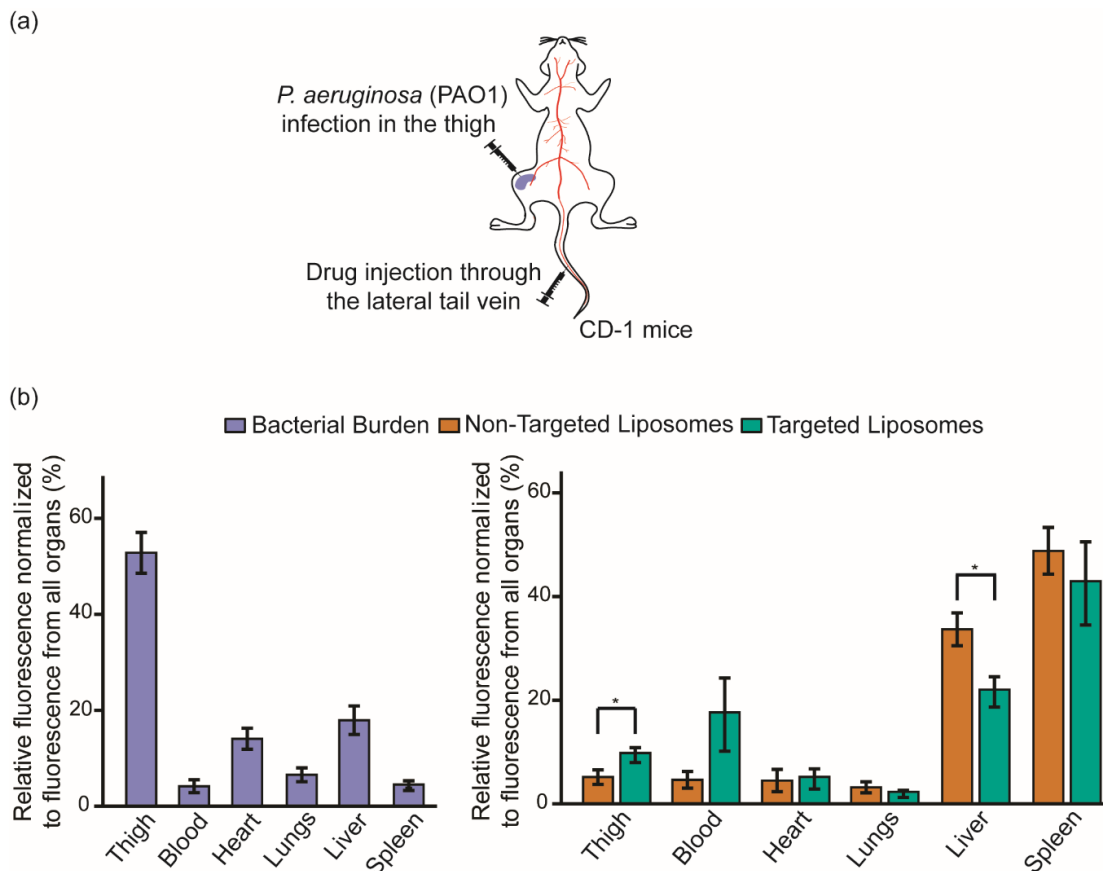 (a)
P. aeruginosa (PAO1)
infection in the thigh
Drug injection through
the lateral tail vein
CD-1 mice
(b)
Bacterial Burden Non-Targeted Liposomes Targeted Liposomes
Relative fluorescence normalized
to fluorescence from all organs (%)
60
40
20
0
Thigh
Blood
Heart
Lungs
Liver
Spleen
Relative fluorescence normalized
to fluorescence from all organs (%)
60
40
20
0
*
*
Thigh
Blood
Heart
Lungs
Liver
Spleen